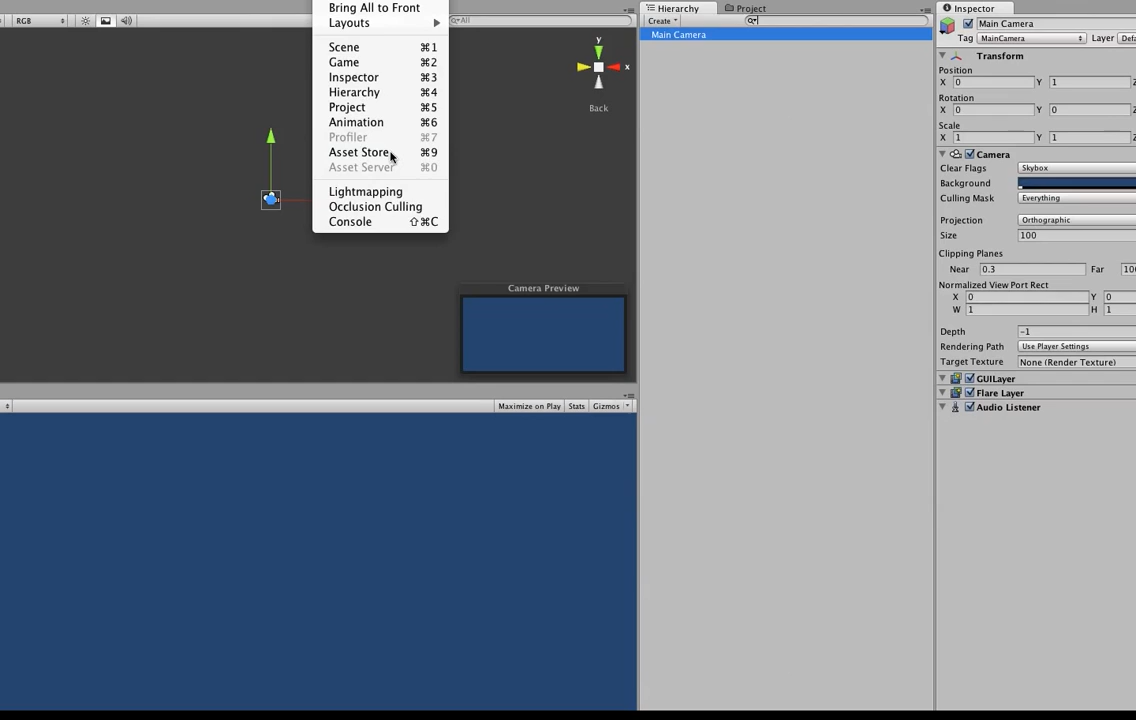 Bring All to Front
Layouts
Scene ⌘1
Game ⌘2
Inspector ⌘3
Hierarchy ⌘4
Project ⌘5
Animation ⌘6
Profiler ⌘7
Asset Store ⌘9
Asset Server ⌘0
Lightmapping
Occlusion Culling
Console ⇧⌘C
RGB
All
y
x
Back
Camera Preview
Maximize on Play Stats Gizmos
Hierarchy Project
Create
Main Camera
Inspector
Main Camera
Tag MainCamera Layer
Transform
Position
X 0 Y 1
Rotation
X 0 Y 0
Scale
X 1 Y 1
Camera
Clear Flags Skybox
Background
Culling Mask Everything
Projection Orthographic
Size 100
Clipping Planes
Near 0.3 Far
Normalized View Port Rect
X 0 Y 0
W 1 H 1
Depth -1
Rendering Path Use Player Settings
Target Texture None (Render Texture)
GUILayer
Flare Layer
Audio Listener